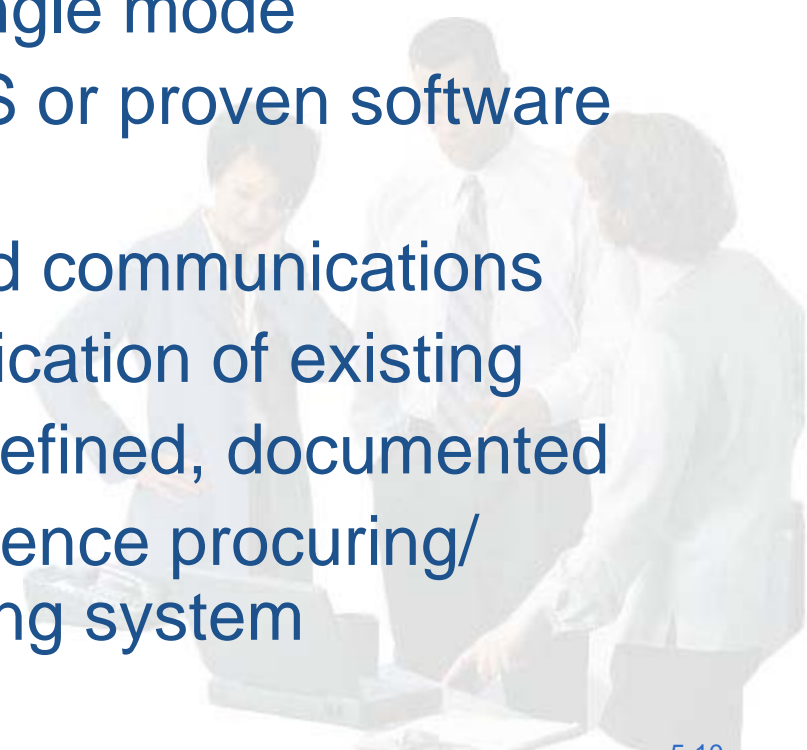 ngle mode
S or proven software
d communications
ication of existing
efined, documented
ence procuring/
ng system